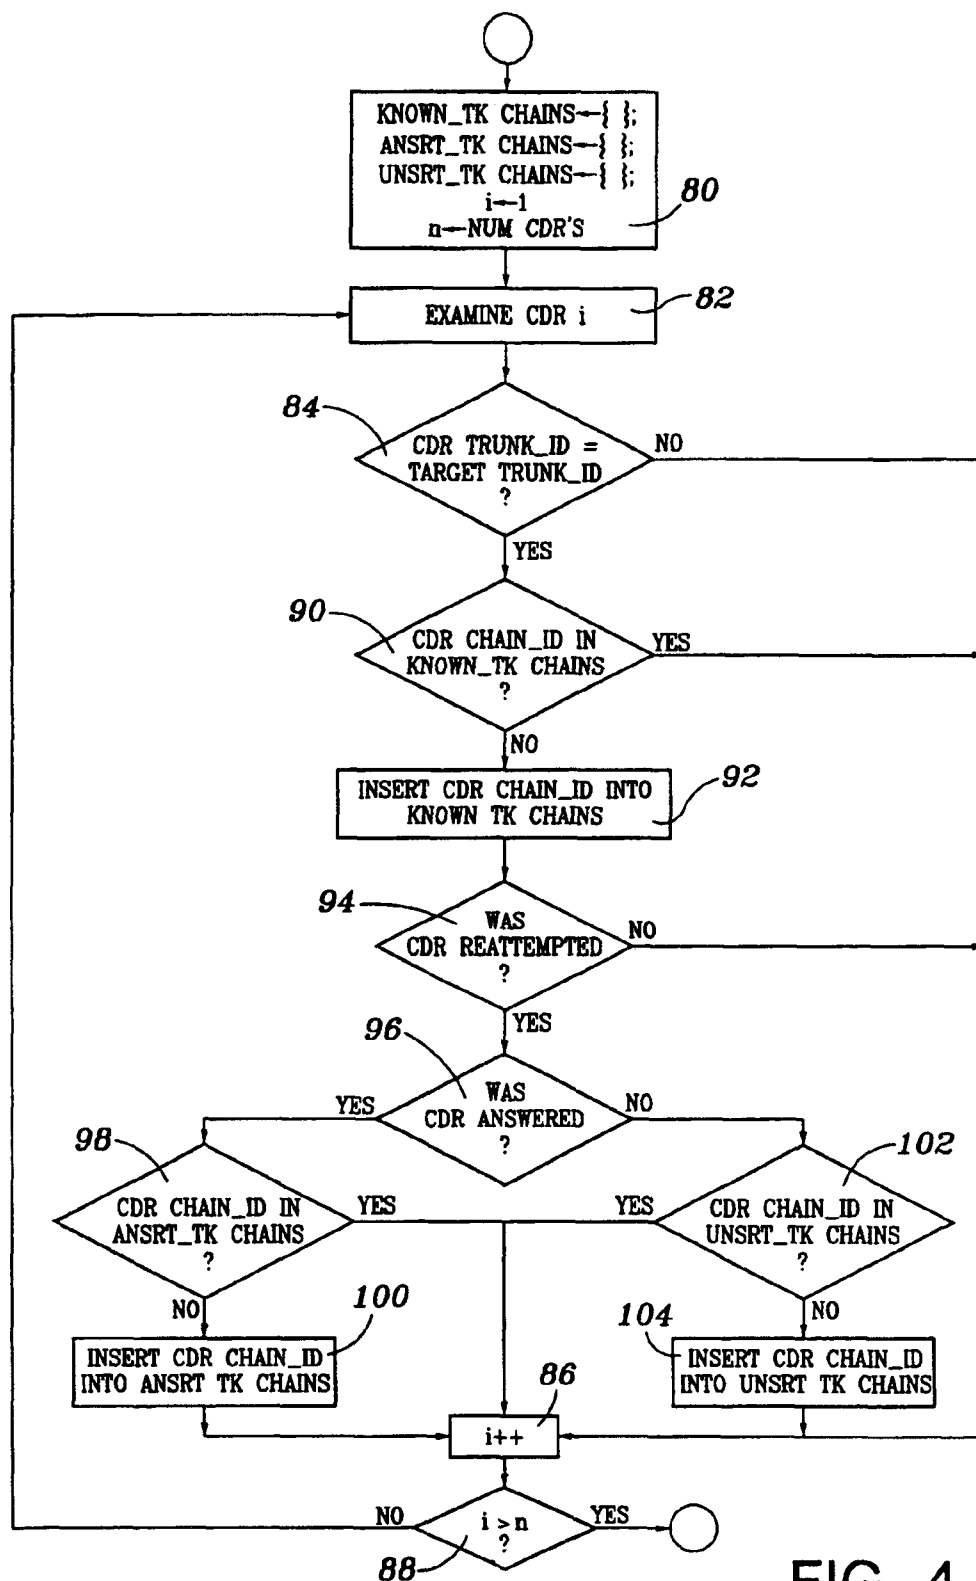 KNOWN_TK CHAINS←{ };
ANSRT_TK CHAINS←{ };
UNSRT_TK CHAINS←{ };
i←1
n←NUM CDR'S
80
EXAMINE CDR i
82
84
CDR TRUNK_ID =
TARGET TRUNK_ID
?
NO
YES
90
CDR CHAIN_ID IN
KNOWN_TK CHAINS
?
YES
NO
INSERT CDR CHAIN_ID INTO
KNOWN TK CHAINS
92
94
WAS
CDR REATTEMPTED
?
NO
YES
96
WAS
CDR ANSWERED
?
YES
NO
98
CDR CHAIN_ID IN
ANSRT_TK CHAINS
?
YES
NO
102
CDR CHAIN_ID IN
UNSRT_TK CHAINS
?
YES
NO
100
INSERT CDR CHAIN_ID
INTO ANSRT TK CHAINS
104
INSERT CDR CHAIN_ID
INTO UNSRT TK CHAINS
86
i++
i>n
?
NO
YES
88
FIG. 4